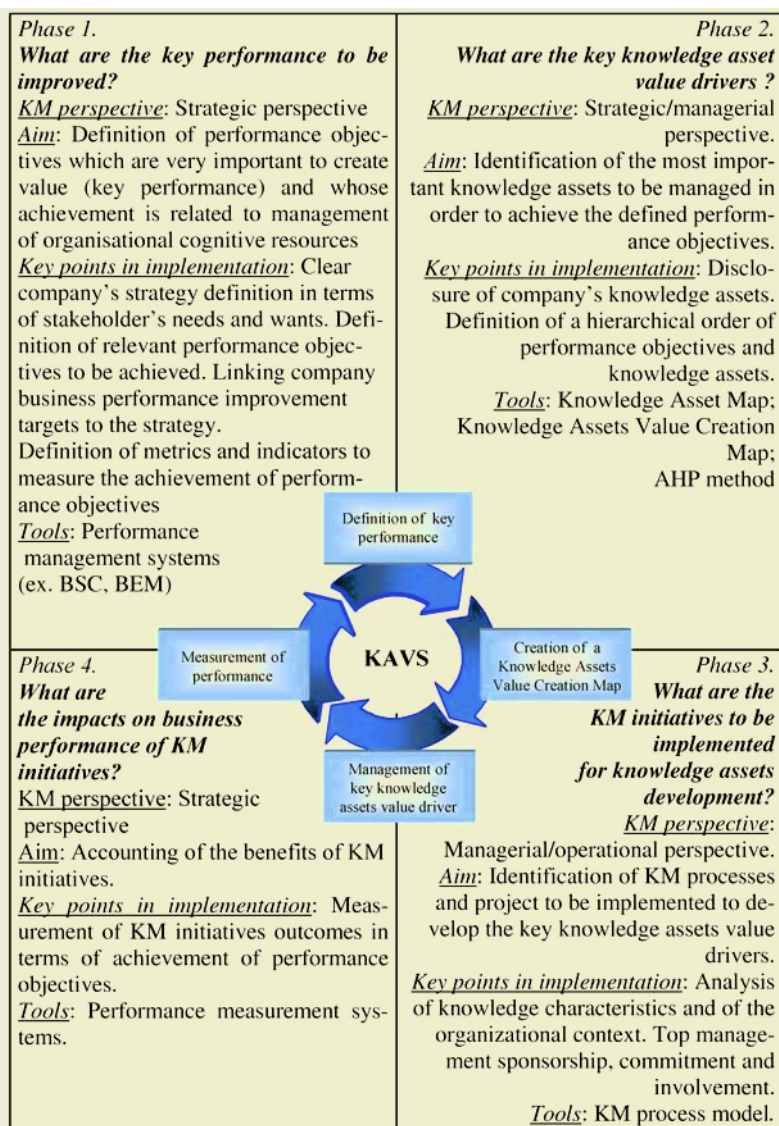 Phase 1.
What are the key performance to be
improved?
KM perspective: Strategic perspective
Aim: Definition of performance objec-
tives which are very important to create
value (key performance) and whose
achievement is related to management
of organisational cognitive resources
Key points in implementation: Clear
company's strategy definition in terms
of stakeholder's needs and wants. Defi-
nition of relevant performance objec-
tives to be achieved. Linking company
business performance improvement
targets to the strategy.
Definition of metrics and indicators to
measure the achievement of perform-
ance objectives
Tools: Performance
management systems
(ex. BSC, BEM)
Phase 2.
What are the key knowledge asset
value drivers ?
KM perspective: Strategic/managerial
perspective.
Aim: Identification of the most impor-
tant knowledge assets to be managed in
order to achieve the defined perform-
ance objectives.
Key points in implementation: Disclo-
sure of company's knowledge assets.
Definition of a hierarchical order of
performance objectives and
knowledge assets.
Tools: Knowledge Asset Map;
Knowledge Assets Value Creation
Map;
AHP method
Definition of key
performance
Measurement of
performance
KAVS
Creation of a
Knowledge Assets
Value Creation Map
Management of
key knowledge
assets value driver
Phase 4.
What are
the impacts on business
performance of KM
initiatives?
KM perspective: Strategic
perspective
Aim: Accounting of the benefits of KM
initiatives.
Key points in implementation: Meas-
urement of KM initiatives outcomes in
terms of achievement of performance
objectives.
Tools: Performance measurement sys-
tems.
Phase 3.
What are the
KM initiatives to be
implemented
for knowledge assets
development?
KM perspective:
Managerial/operational perspective.
Aim: Identification of KM processes
and project to be implemented to de-
velop the key knowledge assets value
drivers.
Key points in implementation: Analysis
of knowledge characteristics and of the
organizational context. Top manage-
ment sponsorship, commitment and
involvement.
Tools: KM process model.